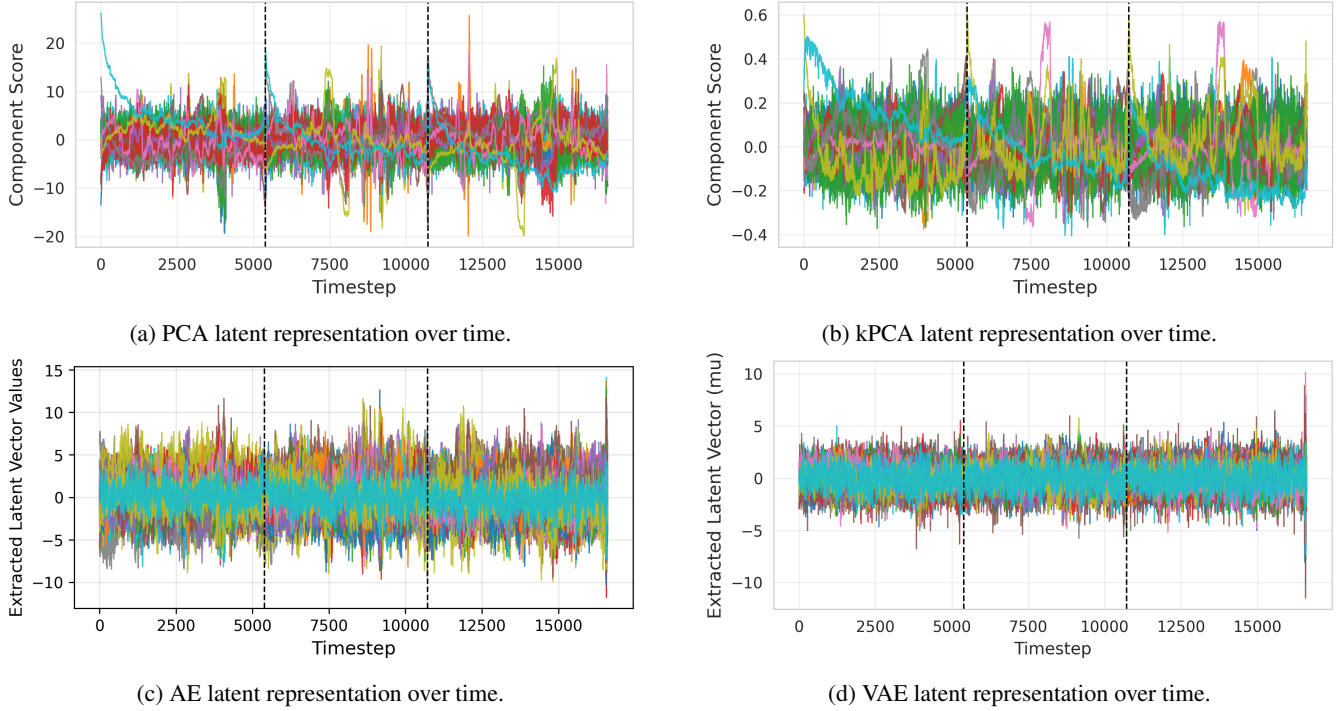 Component Score
20
10
0
−10
−20
0 2500 5000 7500 10000 12500 15000
Timestep
(a) PCA latent representation over time.
Component Score
0.6
0.4
0.2
0.0
−0.2
−0.4
0 2500 5000 7500 10000 12500 15000
Timestep
(b) kPCA latent representation over time.
Extracted Latent Vector Values
15
10
5
0
−5
−10
0 2500 5000 7500 10000 12500 15000
Timestep
(c) AE latent representation over time.
Extracted Latent Vector (mu)
10
5
0
−5
−10
0 2500 5000 7500 10000 12500 15000
Timestep
(d) VAE latent representation over time.